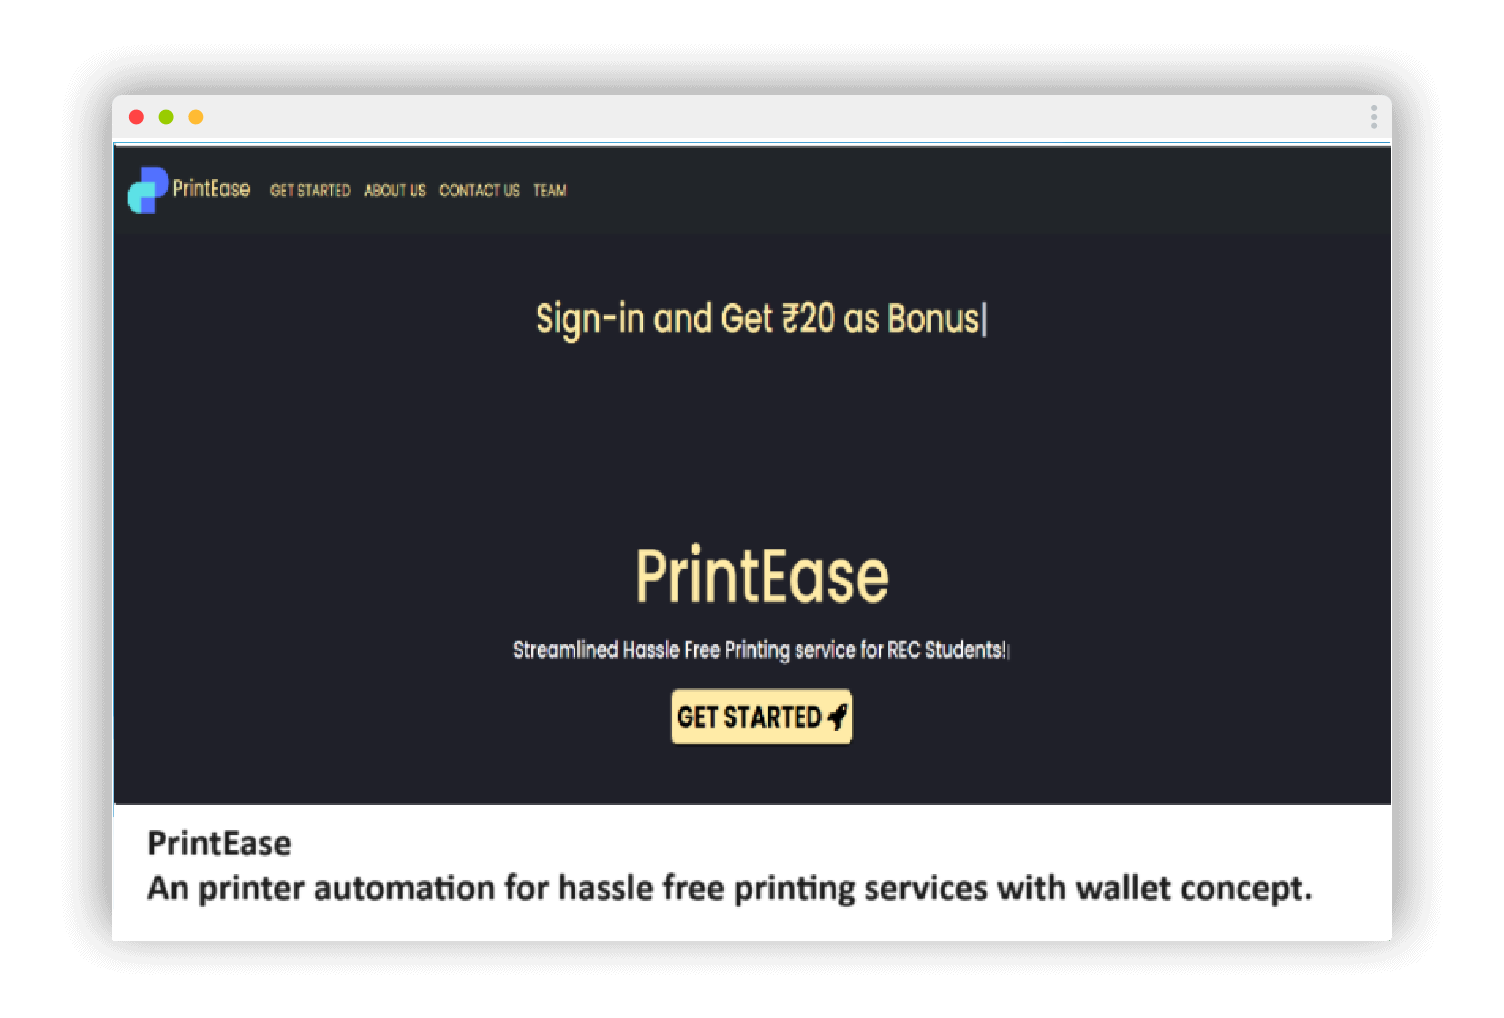 PrintEase GET STARTED ABOUT US CONTACT US TEAM
Sign-in and Get ₹20 as Bonus|
PrintEase
Streamlined Hassle Free Printing service for REC Students!|
GET STARTED
PrintEase
An printer automation for hassle free printing services with wallet concept.